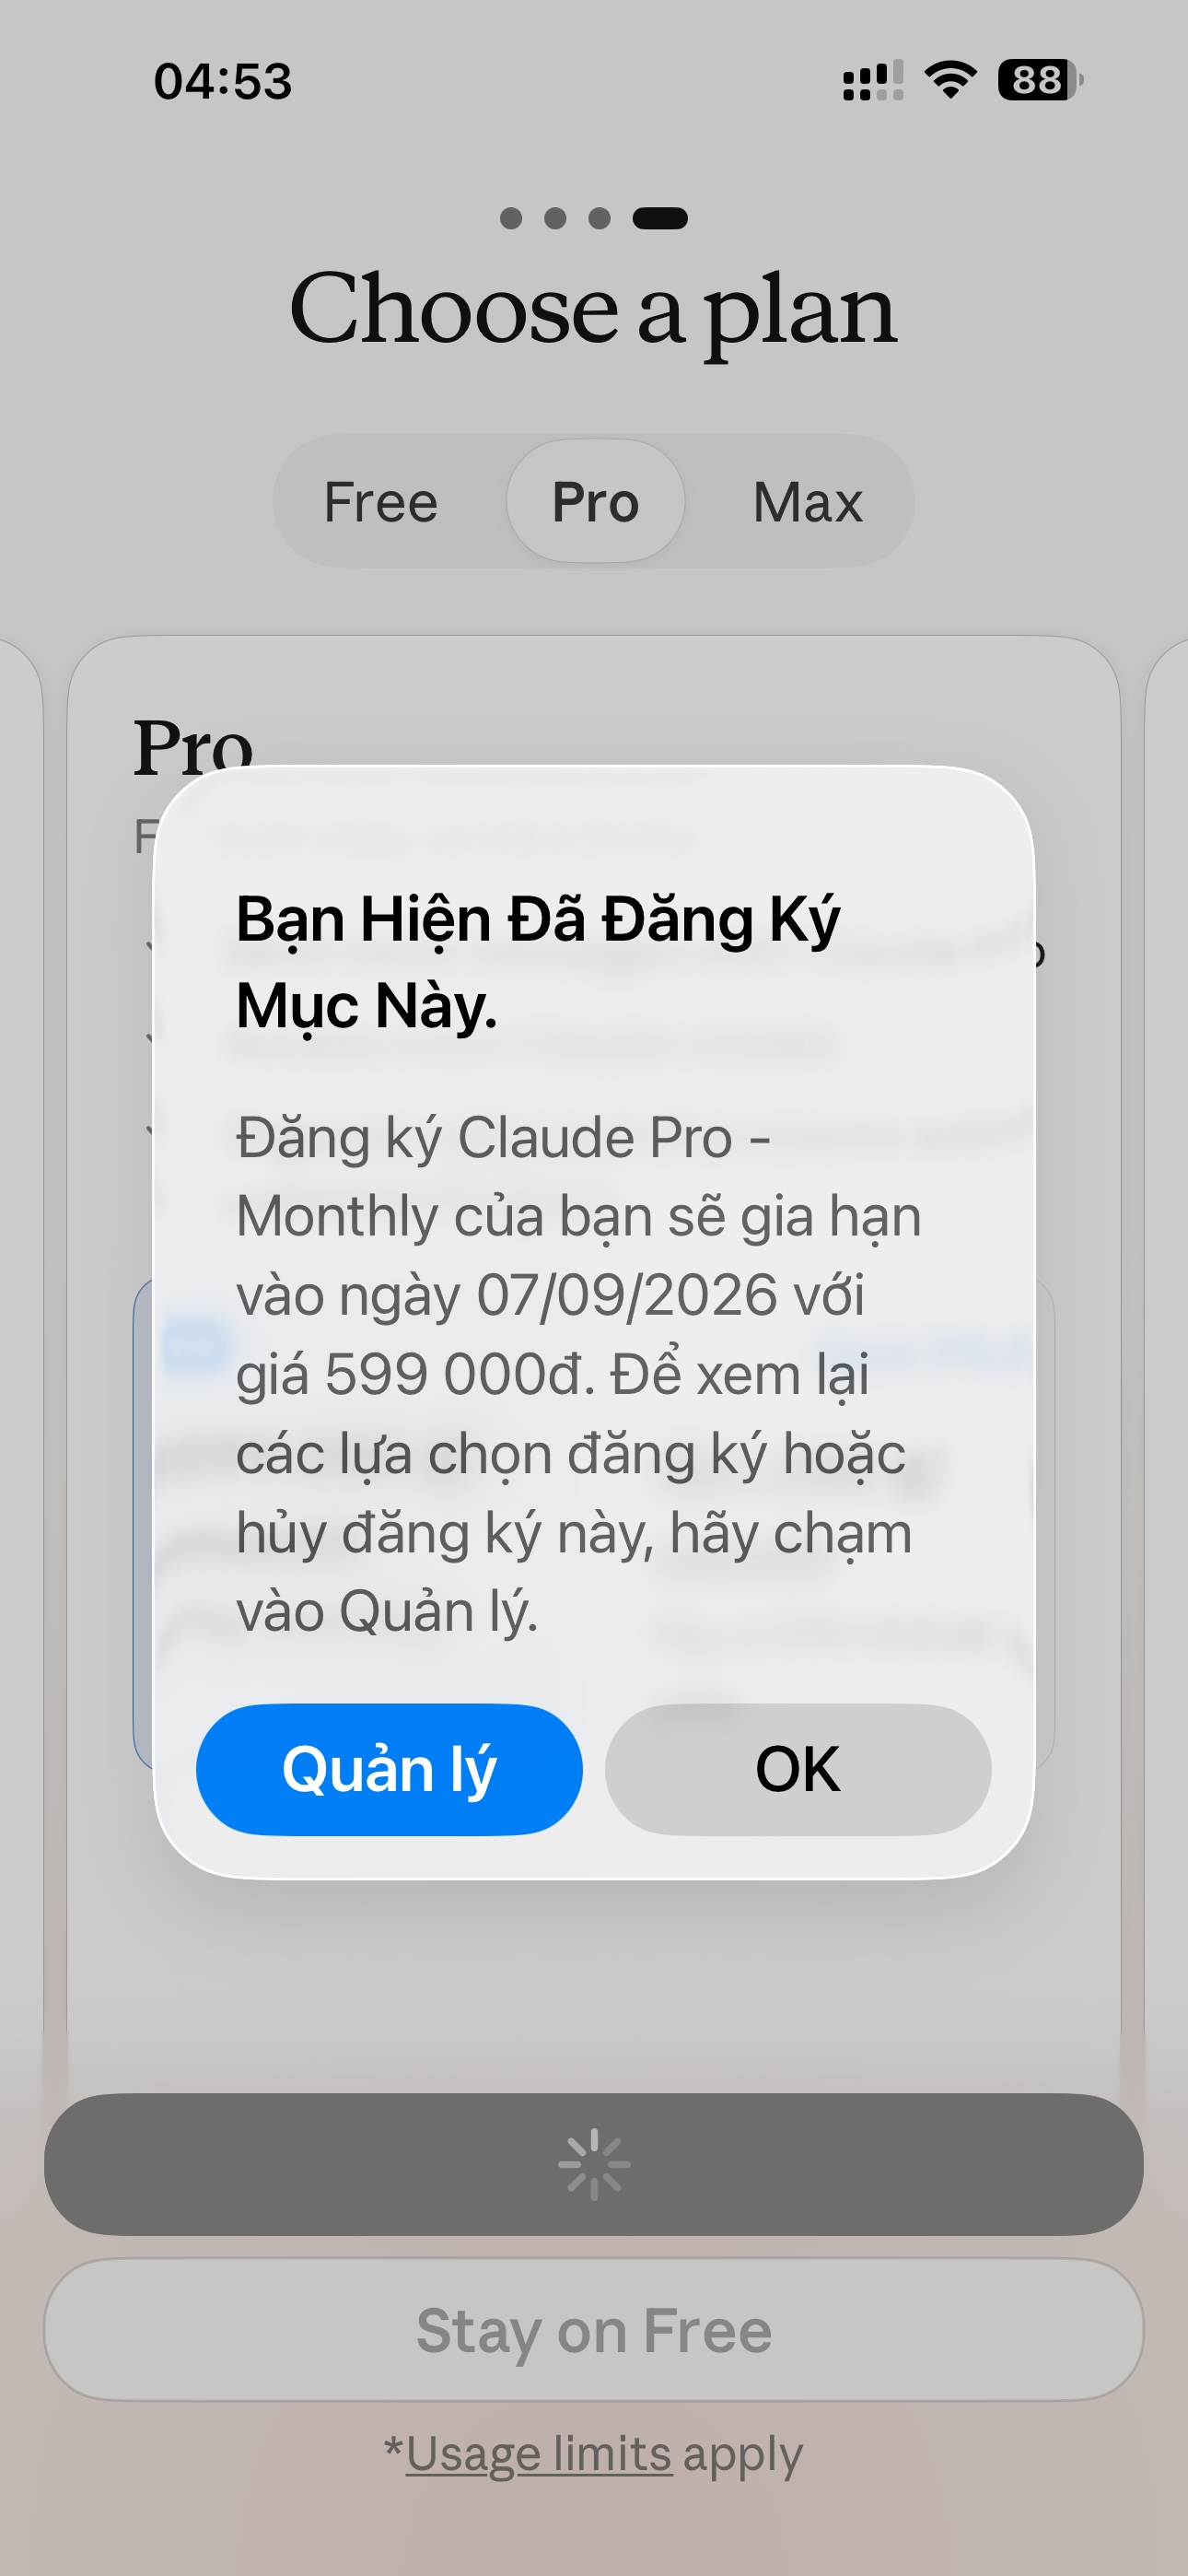 04:53
88
Choose a plan
Free
Pro
Max
Pro
Bạn Hiện Đã Đăng Ký
Mục Này.
Đăng ký Claude Pro -
Monthly của bạn sẽ gia hạn
vào ngày 07/09/2026 với
giá 599 000đ. Để xem lại
các lựa chọn đăng ký hoặc
hủy đăng ký này, hãy chạm
vào Quản lý.
Quản lý
OK
Stay on Free
*Usage limits apply